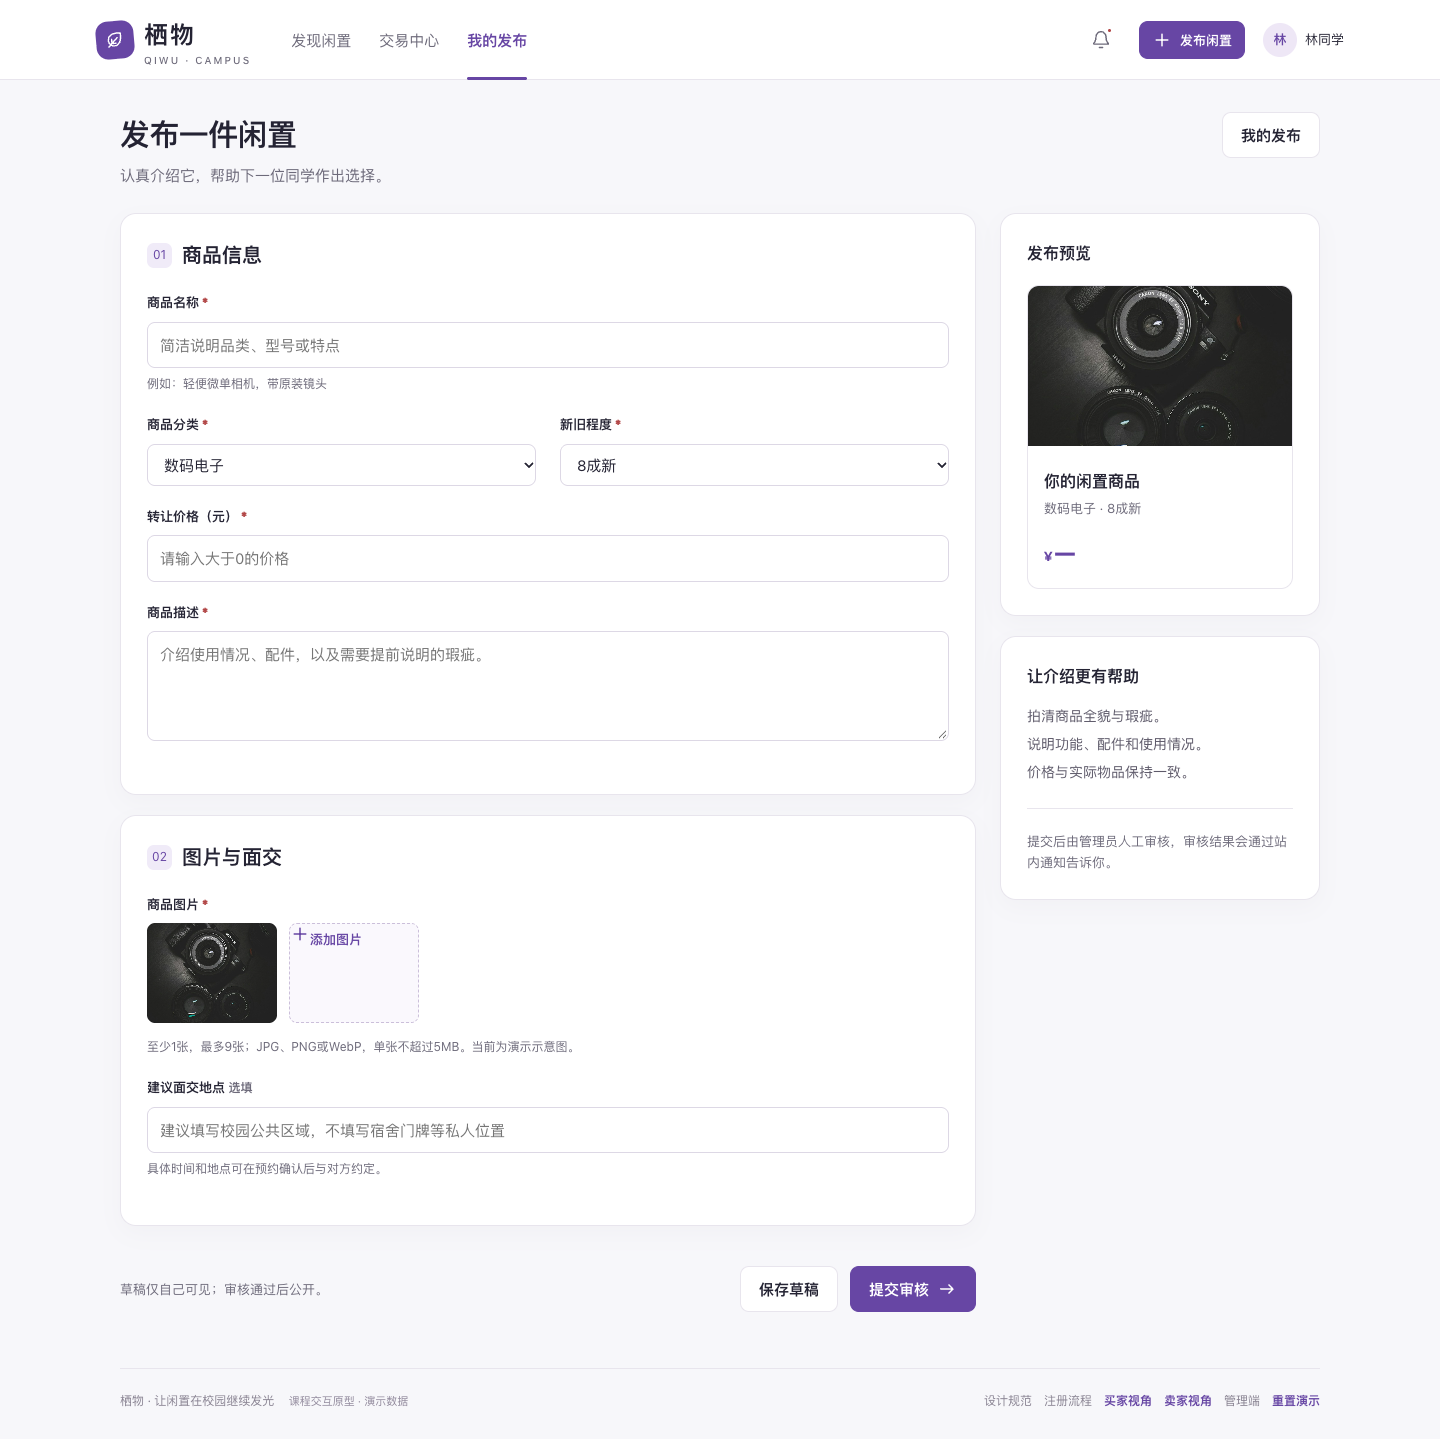 栖物
QIWU · CAMPUS
发现闲置
交易中心
我的发布
发布闲置
林
林同学
发布一件闲置
认真介绍它，帮助下一位同学作出选择。
我的发布
01 商品信息
商品名称 *
简洁说明品类、型号或特点
例如：轻便微单相机，带原装镜头
商品分类 *
新旧程度 *
数码电子
8成新
转让价格（元） *
请输入大于0的价格
商品描述 *
介绍使用情况、配件，以及需要提前说明的瑕疵。
02 图片与面交
商品图片 *
添加图片
至少1张，最多9张；JPG、PNG或WebP，单张不超过5MB。当前为演示示意图。
建议面交地点 选填
建议填写校园公共区域，不填写宿舍门牌等私人位置
具体时间和地点可在预约确认后与对方约定。
草稿仅自己可见；审核通过后公开。
保存草稿
提交审核 →
发布预览
SONY
你的闲置商品
数码电子 · 8成新
¥ —
让介绍更有帮助
拍清商品全貌与瑕疵。
说明功能、配件和使用情况。
价格与实际物品保持一致。
提交后由管理员人工审核，审核结果会通过站
内通知告诉你。
栖物 · 让闲置在校园继续发光
课程交互原型 · 演示数据
设计规范
注册流程
买家视角
卖家视角
管理端
重置演示